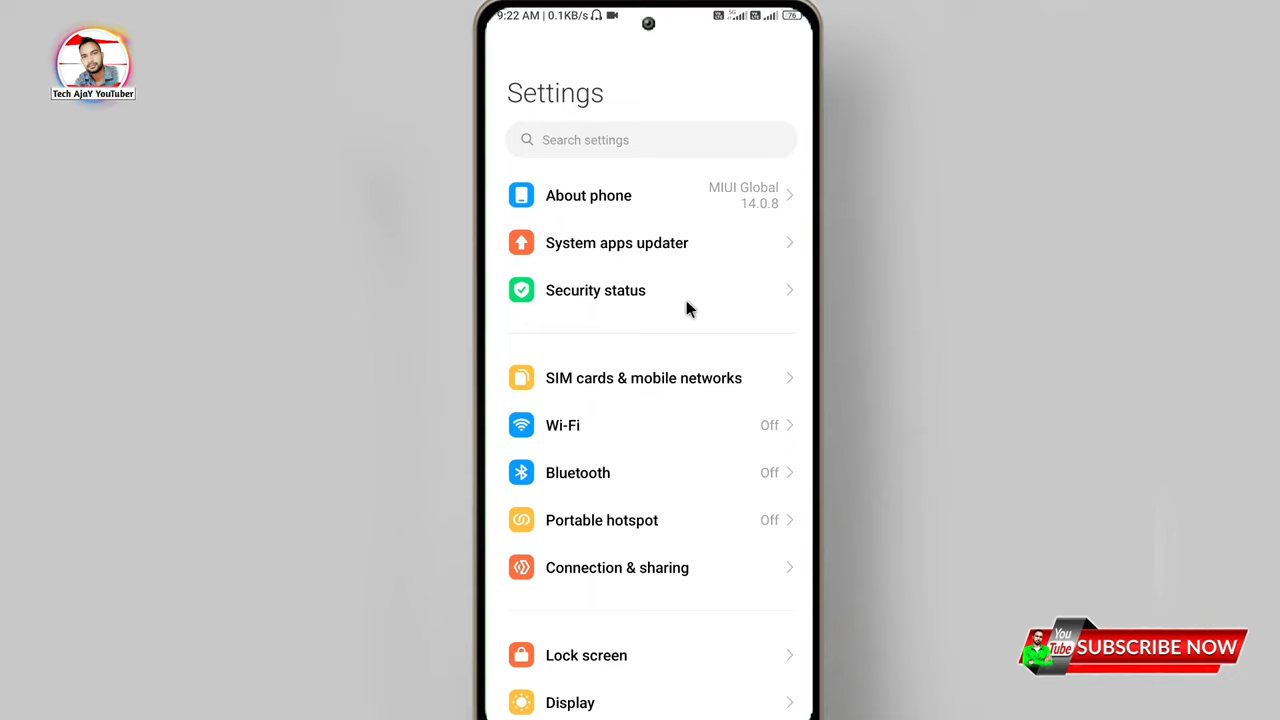 9:22 AM | 0.1KB/s
5G
76
Tech AjaY YouTuber
Settings
Search settings
About phone
MIUI Global
14.0.8
System apps updater
Security status
SIM cards & mobile networks
Wi-Fi
Off
Bluetooth
Off
Portable hotspot
Off
Connection & sharing
Lock screen
Display
You
Tube
SUBSCRIBE NOW